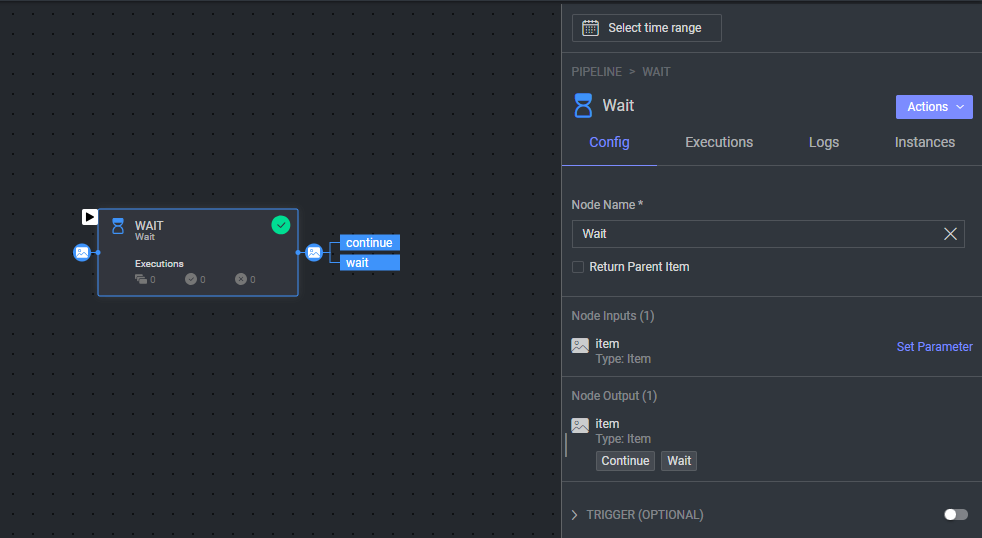 Select time range
PIPELINE > WAIT
Wait
Actions
Config Executions Logs Instances
WAIT
Wait
Executions
0 0 0
continue
wait
Node Name *
Wait
Return Parent Item
Node Inputs (1)
item
Type: Item
Set Parameter
Node Output (1)
item
Type: Item
Continue Wait
TRIGGER (OPTIONAL)